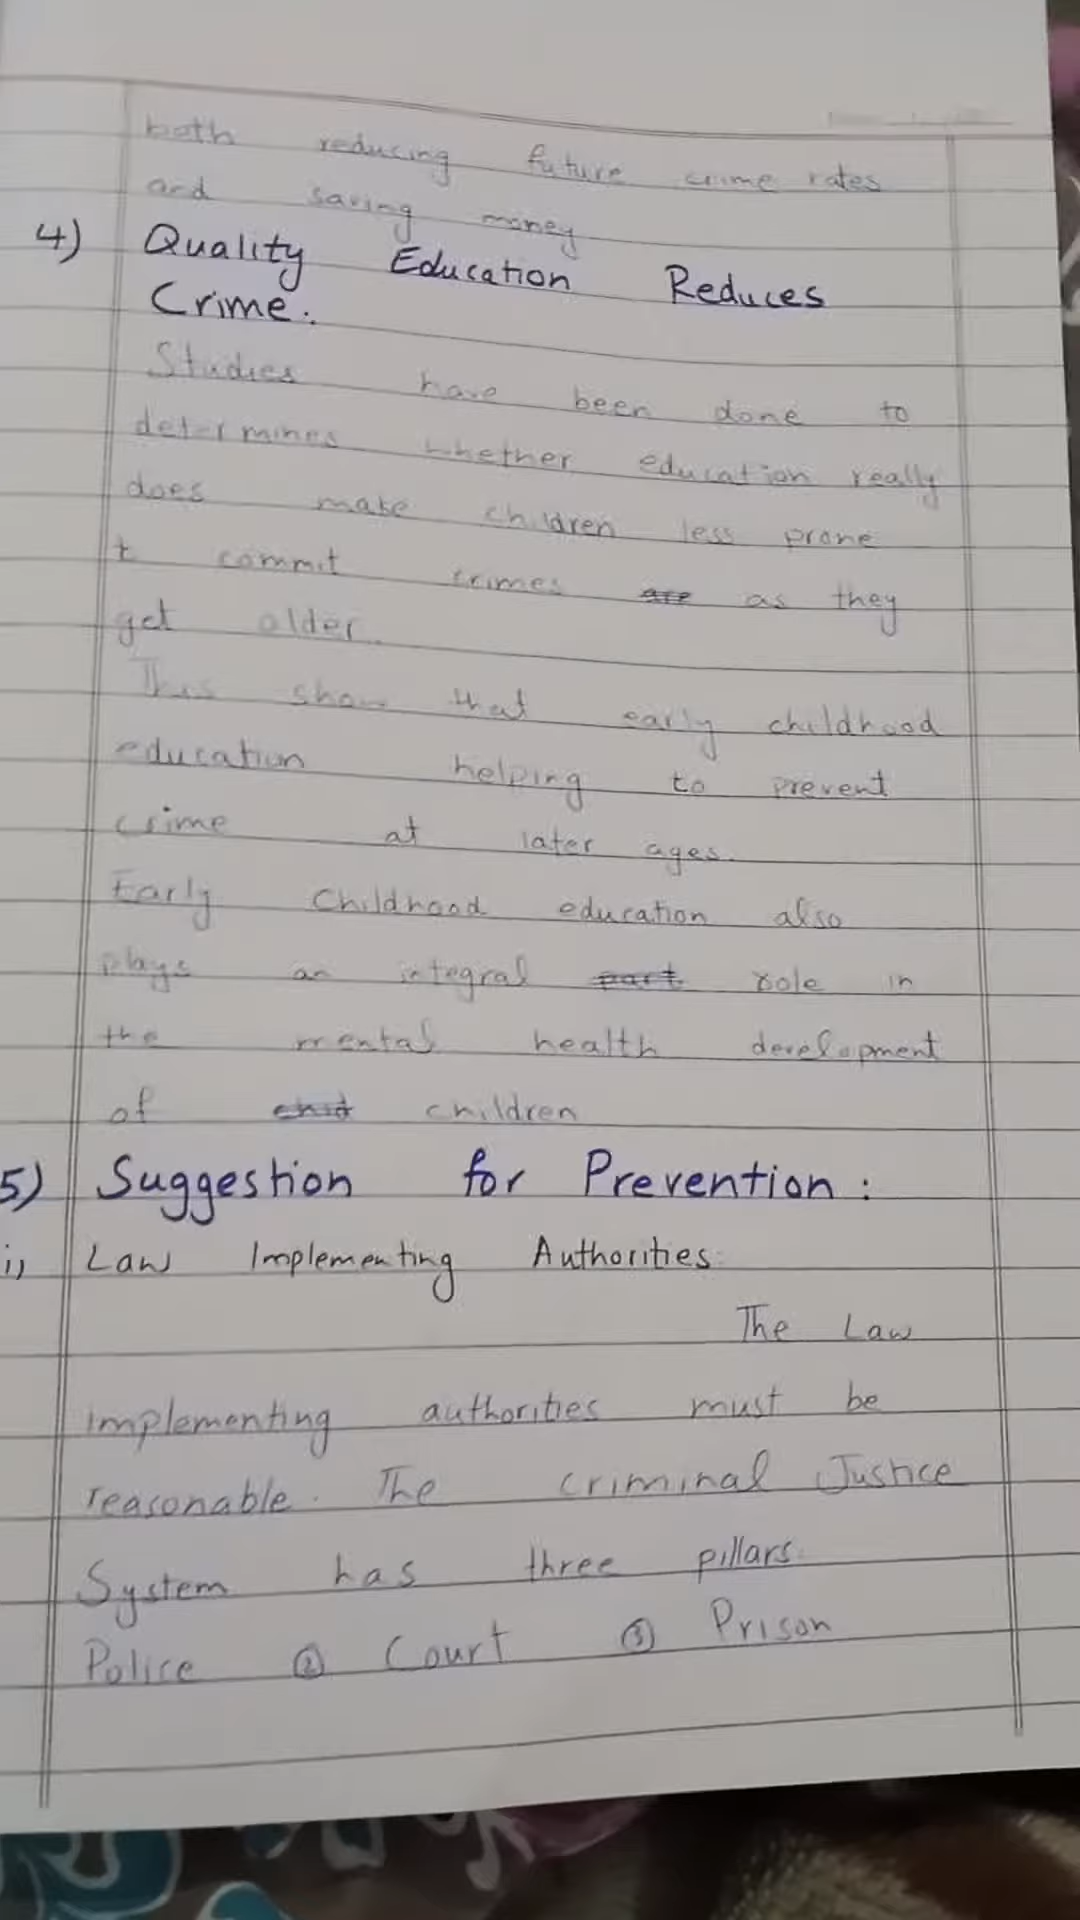 both reducing future crime rates
and saving money
4) Quality Education Reduces
Crime:
Studies have been done to
determines whether education really
does make children less prone
t commit crimes are as they
get older.
This show that early childhood
education helping to prevent
crime at later ages.
Early Childhood education also
plays an integral part role in
the mental health development
of chid children
5) Suggestion for Prevention:
i) Law Implementing Authorities:
The Law
implementing authorities must be
reasonable. The criminal Justice
System has three pillars.
Police ② Court ③ Prison